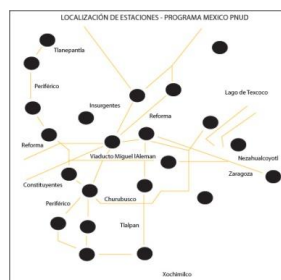 LOCALIZACIÓN DE ESTACIONES - PROGRAMA MEXICO PNUD
Tlanepantla
Periférico
Lago de Texcoco
Insurgentes
Reforma
Reforma
Nezahualcoyotl
Viaducto Miguel lAleman
Zaragoza
Constituyentes
Churubusco
Periférico
Tlalpan
Xochimilco